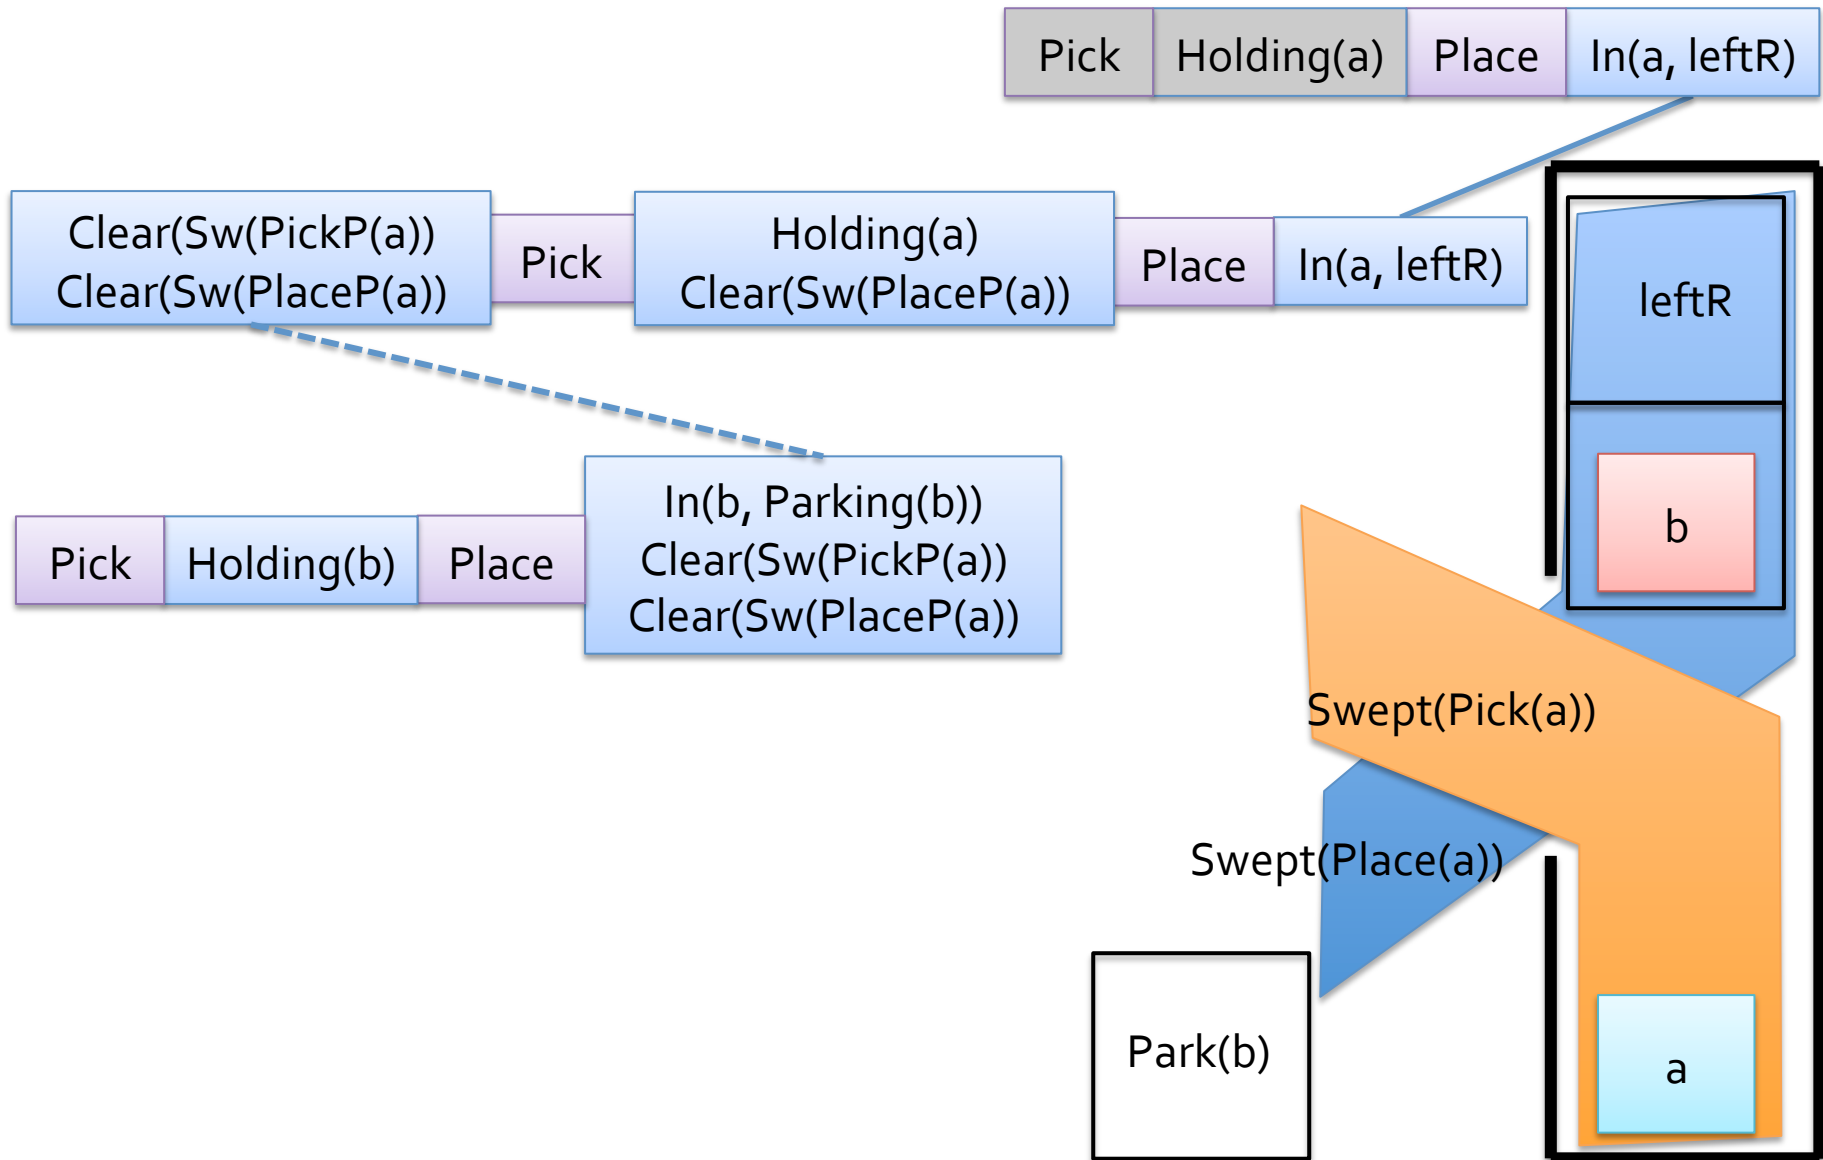 Pick Holding(a) Place In(a, leftR)
Clear(Sw(PickP(a))
Clear(Sw(PlaceP(a))
Pick
Holding(a)
Clear(Sw(PlaceP(a))
Place
In(a, leftR)
leftR
b
Pick Holding(b) Place
In(b, Parking(b))
Clear(Sw(PickP(a))
Clear(Sw(PlaceP(a))
Swept(Pick(a))
Swept(Place(a))
Park(b)
a